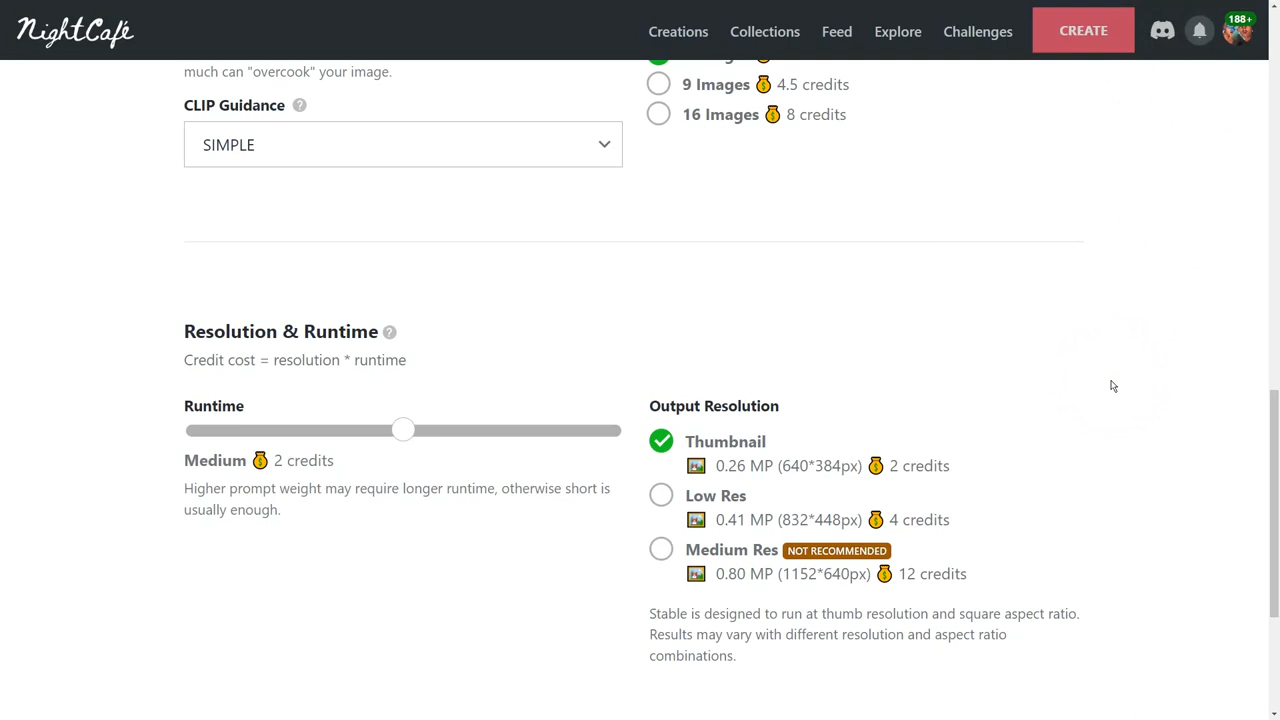 NightCafé
Creations
Collections
Feed
Explore
Challenges
CREATE
188+
much can "overcook" your image.
CLIP Guidance ?
SIMPLE
9 Images 4.5 credits
16 Images 8 credits
Resolution & Runtime ?
Credit cost = resolution * runtime
Runtime
Medium 2 credits
Higher prompt weight may require longer runtime, otherwise short is
usually enough.
Output Resolution
Thumbnail
0.26 MP (640*384px) 2 credits
Low Res
0.41 MP (832*448px) 4 credits
Medium Res NOT RECOMMENDED
0.80 MP (1152*640px) 12 credits
Stable is designed to run at thumb resolution and square aspect ratio.
Results may vary with different resolution and aspect ratio
combinations.